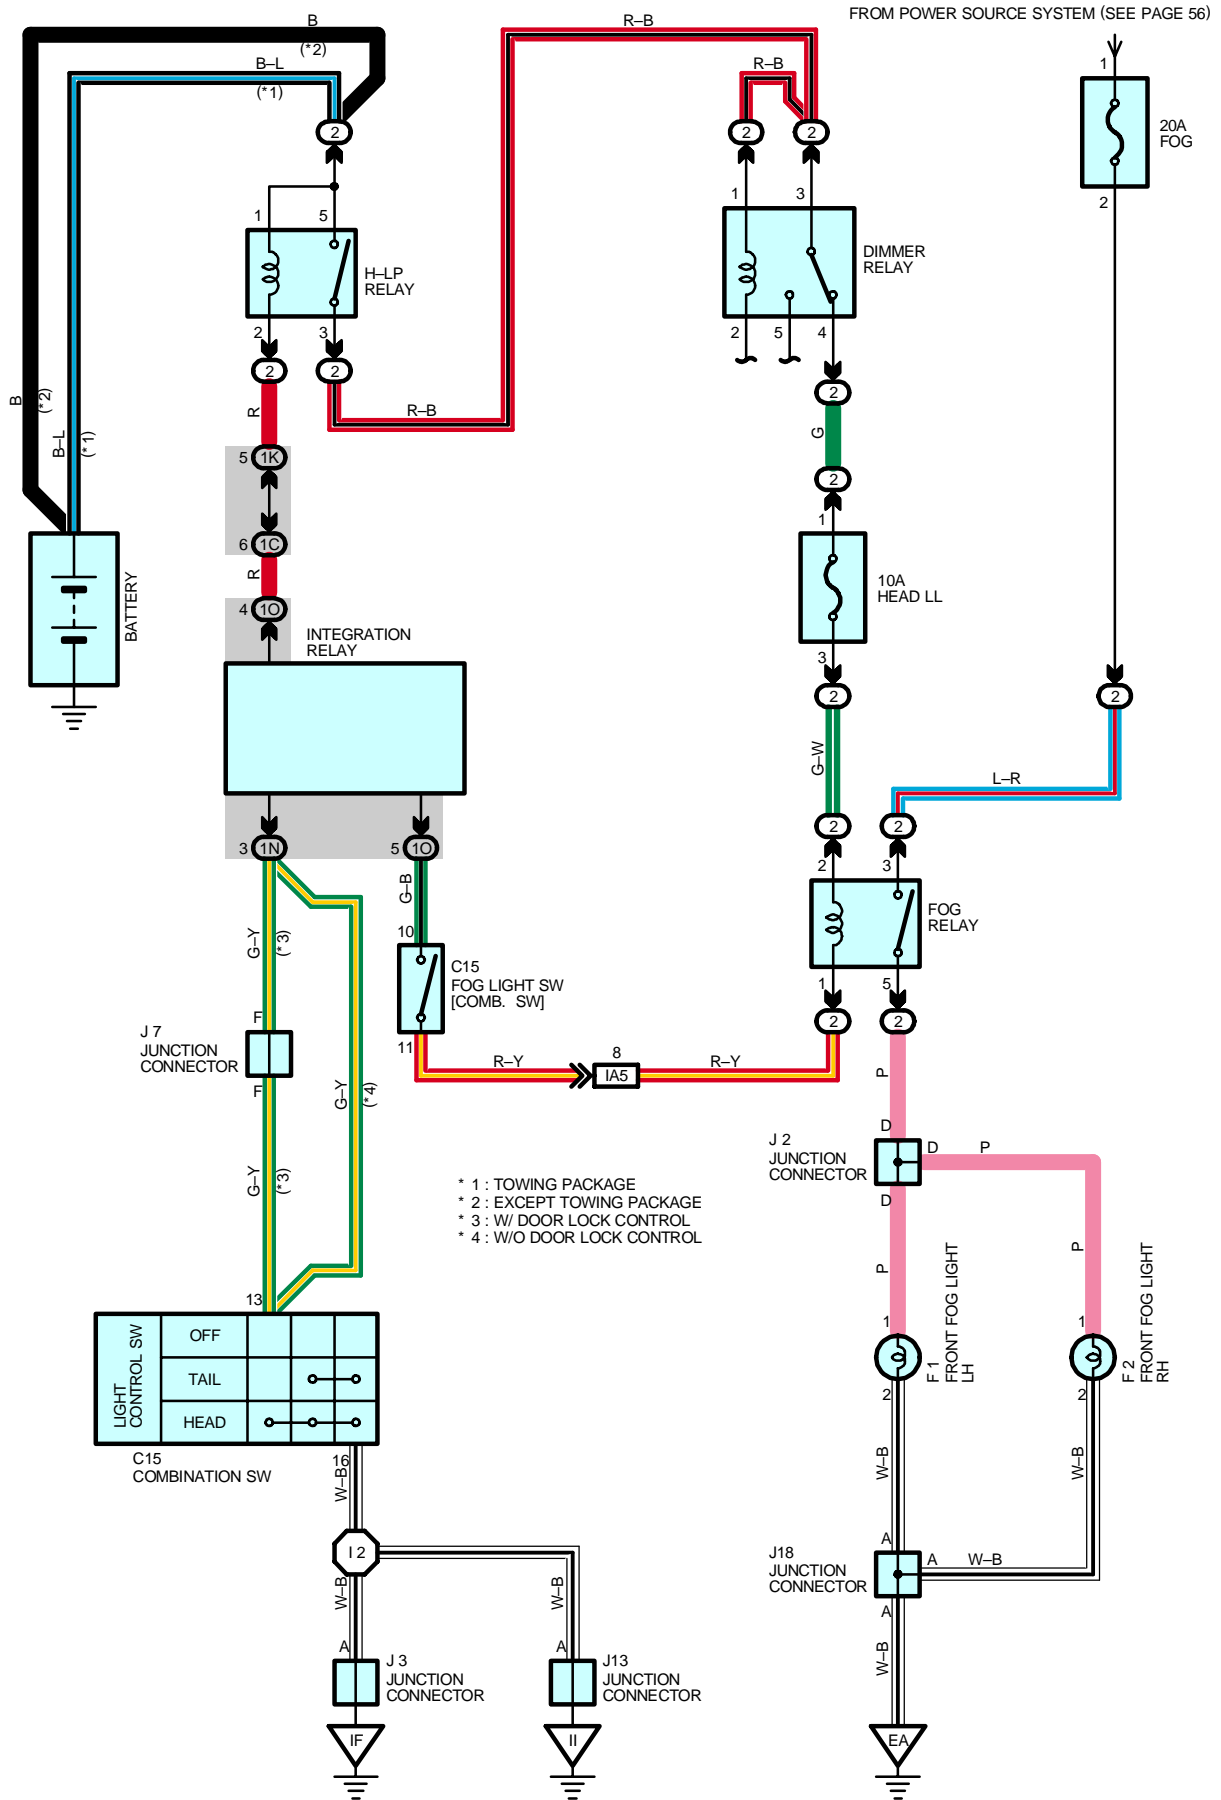 FROM POWER SOURCE SYSTEM (SEE PAGE 56)
B
(*2)
B–L
(*1)
R–B
R–B
1
20A
FOG
2
2
2
2
1
5
H–LP
RELAY
2
3
2
2
1
3
DIMMER
RELAY
2
5
4
2
B
(*2)
B–L
(*1)
R
R–B
G
2
5
1K
6
1C
R
4
1O
1
10A
HEAD LL
3
2
2
BATTERY
INTEGRATION
RELAY
G–W
L–R
3
1N
5
1O
2
2
2
3
FOG
RELAY
1
5
2
2
G–B
10
C15
FOG LIGHT SW
[COMB. SW]
11
G–Y
(*3)
F
J 7
JUNCTION
CONNECTOR
F
G–Y
(*4)
G–Y
(*3)
R–Y
8
IA5
R–Y
P
D
J 2
JUNCTION
CONNECTOR
D
P
D
P
P
* 1 : TOWING PACKAGE
* 2 : EXCEPT TOWING PACKAGE
* 3 : W/ DOOR LOCK CONTROL
* 4 : W/O DOOR LOCK CONTROL
13
LIGHT
CONTROL SW
OFF
TAIL
HEAD
C15
COMBINATION SW
16
1
F 1
FRONT FOG LIGHT
LH
2
1
F 2
FRONT FOG LIGHT
RH
2
W–B
W–B
W–B
I 2
W–B
W–B
A
J18
JUNCTION
CONNECTOR
A
W–B
A
W–B
A
J 3
JUNCTION
CONNECTOR
A
J13
JUNCTION
CONNECTOR
IF
II
EA